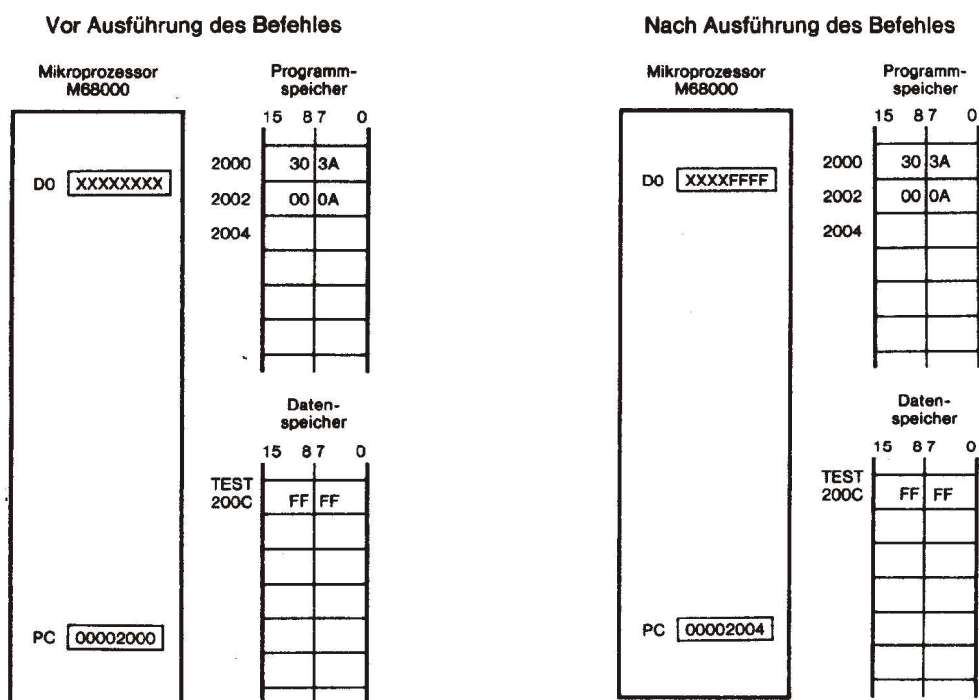 Vor Ausführung des Befehles
Mikroprozessor
M68000
Programm-
speicher
15 8 7 0
D0 XXXXXXXX
2000 30 3A
2002 00 0A
2004
Daten-
speicher
15 8 7 0
TEST
200C FF FF
PC 00002000
Nach Ausführung des Befehles
Mikroprozessor
M68000
Programm-
speicher
15 8 7 0
D0 XXXXFFFF
2000 30 3A
2002 00 0A
2004
Daten-
speicher
15 8 7 0
TEST
200C FF FF
PC 00002004